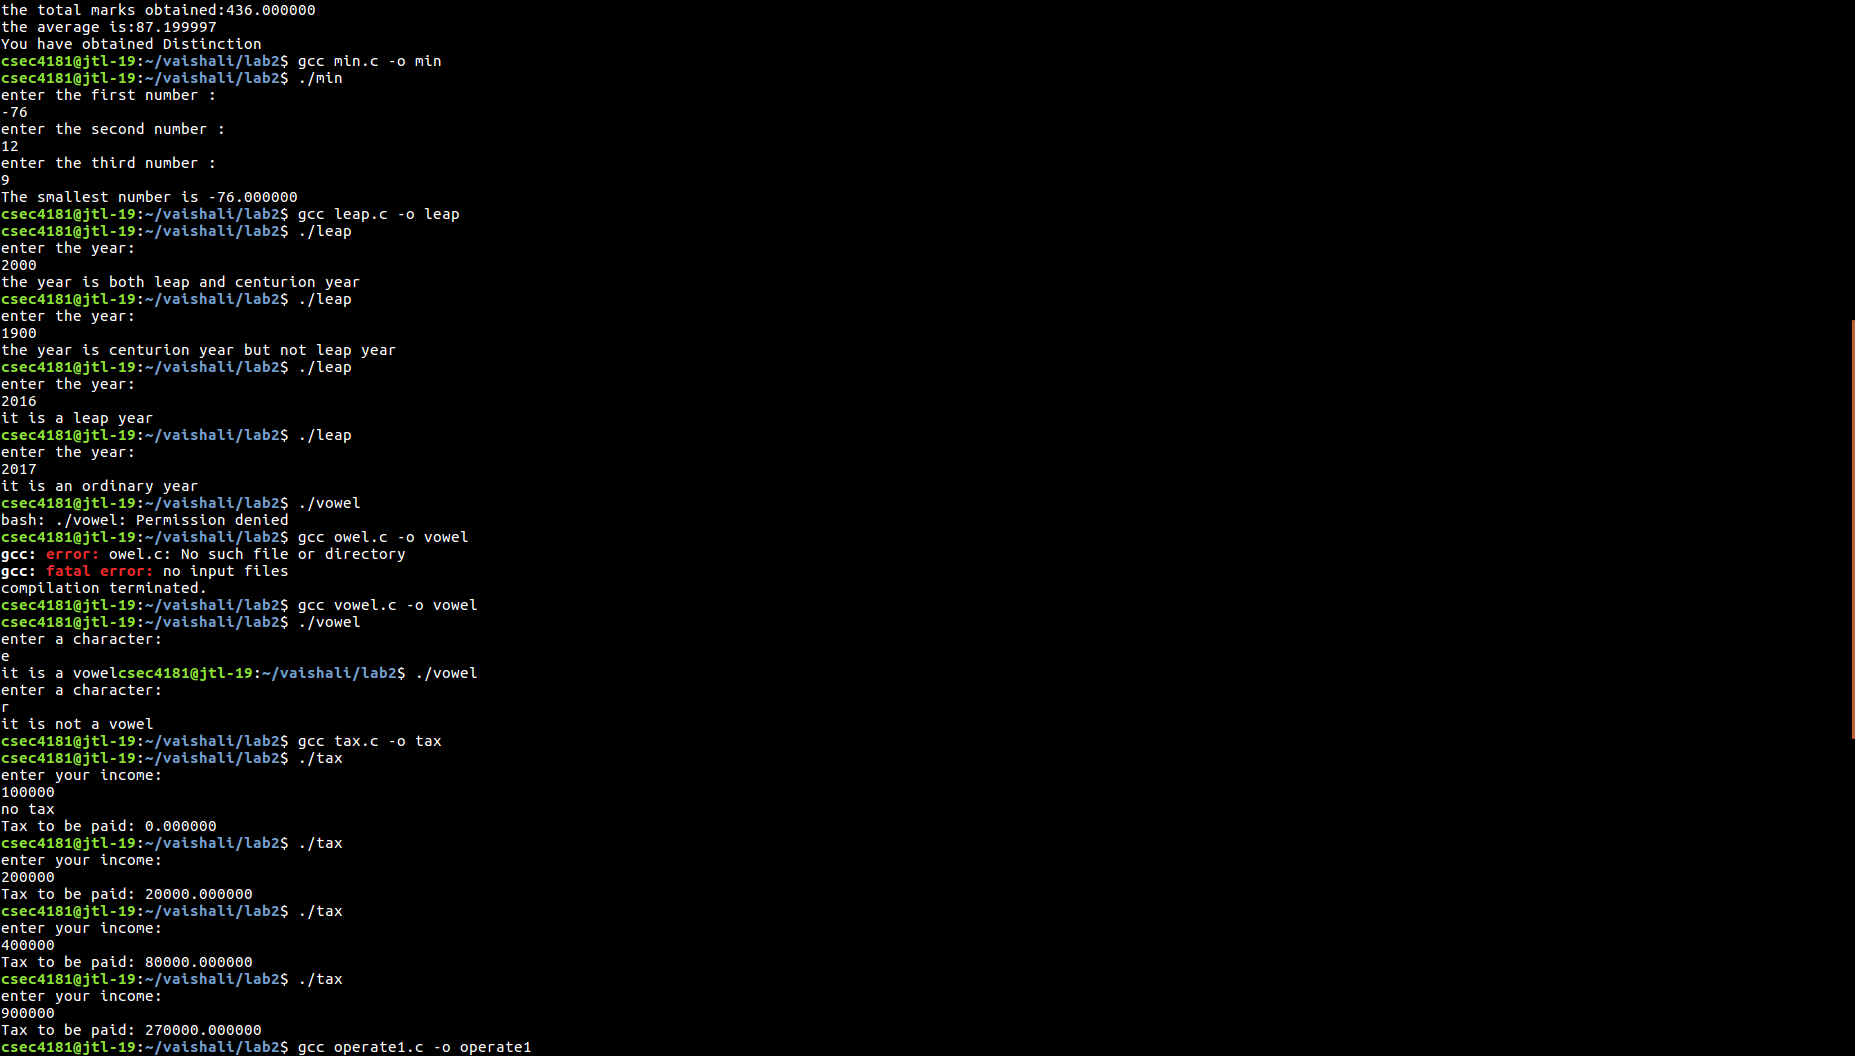 the total marks obtained:436.000000
the average is:87.199997
You have obtained Distinction
csec4181@jtl-19:~/vaishali/lab2$ gcc min.c -o min
csec4181@jtl-19:~/vaishali/lab2$ ./min
enter the first number :
-76
enter the second number :
12
enter the third number :
9
The smallest number is -76.000000
csec4181@jtl-19:~/vaishali/lab2$ gcc leap.c -o leap
csec4181@jtl-19:~/vaishali/lab2$ ./leap
enter the year:
2000
the year is both leap and centurion year
csec4181@jtl-19:~/vaishali/lab2$ ./leap
enter the year:
1900
the year is centurion year but not leap year
csec4181@jtl-19:~/vaishali/lab2$ ./leap
enter the year:
2016
it is a leap year
csec4181@jtl-19:~/vaishali/lab2$ ./leap
enter the year:
2017
it is an ordinary year
csec4181@jtl-19:~/vaishali/lab2$ ./vowel
bash: ./vowel: Permission denied
csec4181@jtl-19:~/vaishali/lab2$ gcc owel.c -o vowel
gcc: error: owel.c: No such file or directory
gcc: fatal error: no input files
compilation terminated.
csec4181@jtl-19:~/vaishali/lab2$ gcc vowel.c -o vowel
csec4181@jtl-19:~/vaishali/lab2$ ./vowel
enter a character:
e
it is a vowelcsec4181@jtl-19:~/vaishali/lab2$ ./vowel
enter a character:
r
it is not a vowel
csec4181@jtl-19:~/vaishali/lab2$ gcc tax.c -o tax
csec4181@jtl-19:~/vaishali/lab2$ ./tax
enter your income:
100000
no tax
Tax to be paid: 0.000000
csec4181@jtl-19:~/vaishali/lab2$ ./tax
enter your income:
200000
Tax to be paid: 20000.000000
csec4181@jtl-19:~/vaishali/lab2$ ./tax
enter your income:
400000
Tax to be paid: 80000.000000
csec4181@jtl-19:~/vaishali/lab2$ ./tax
enter your income:
900000
Tax to be paid: 270000.000000
csec4181@jtl-19:~/vaishali/lab2$ gcc operate1.c -o operate1